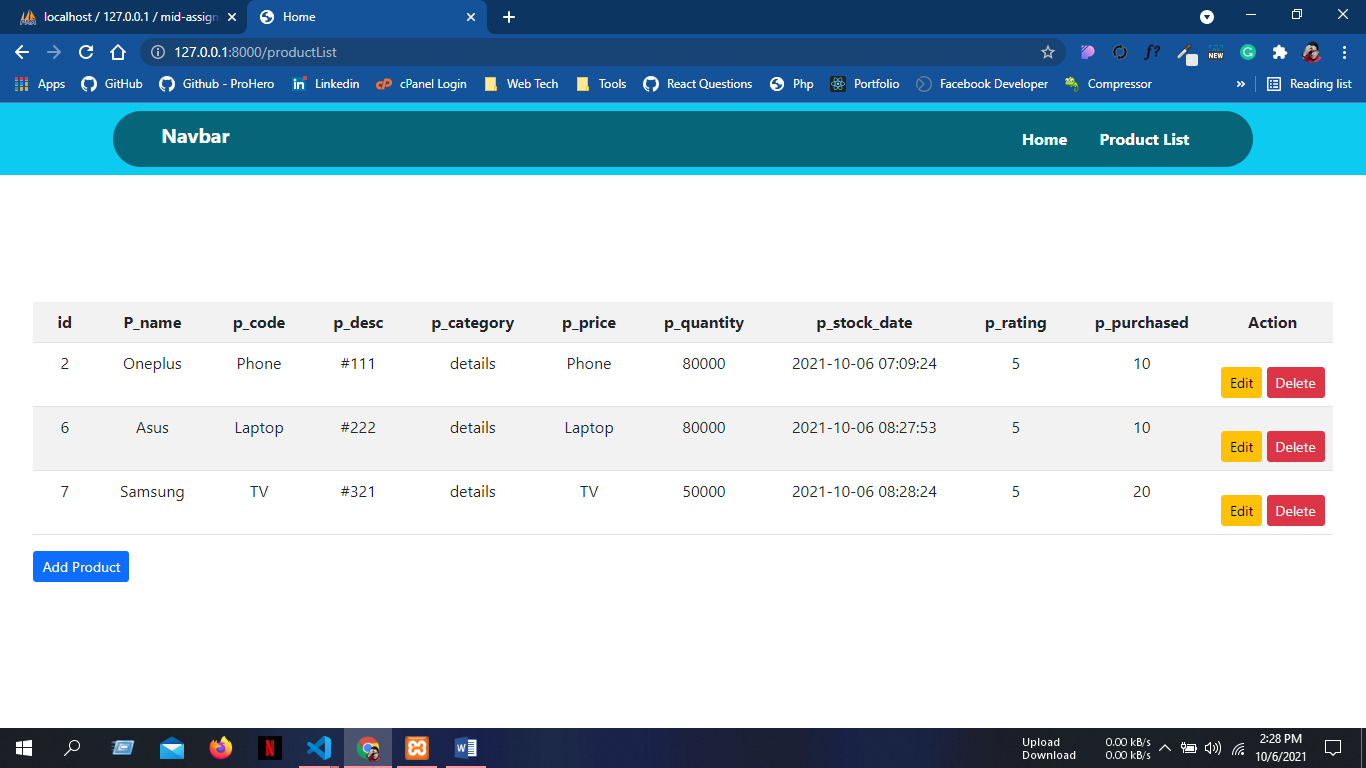 localhost / 127.0.0.1 / mid-assign
Home
127.0.0.1:8000/productList
f?
NEW
Apps GitHub Github - ProHero Linkedin cPanel Login Web Tech Tools React Questions Php Portfolio Facebook Developer Compressor » Reading list
Navbar Home Product List
id P_name p_code p_desc p_category p_price p_quantity p_stock_date p_rating p_purchased Action
2 Oneplus Phone #111 details Phone 80000 2021-10-06 07:09:24 5 10 Edit Delete
6 Asus Laptop #222 details Laptop 80000 2021-10-06 08:27:53 5 10 Edit Delete
7 Samsung TV #321 details TV 50000 2021-10-06 08:28:24 5 20 Edit Delete
Add Product
Upload 0.00 kB/s
Download 0.00 kB/s
2:28 PM
10/6/2021